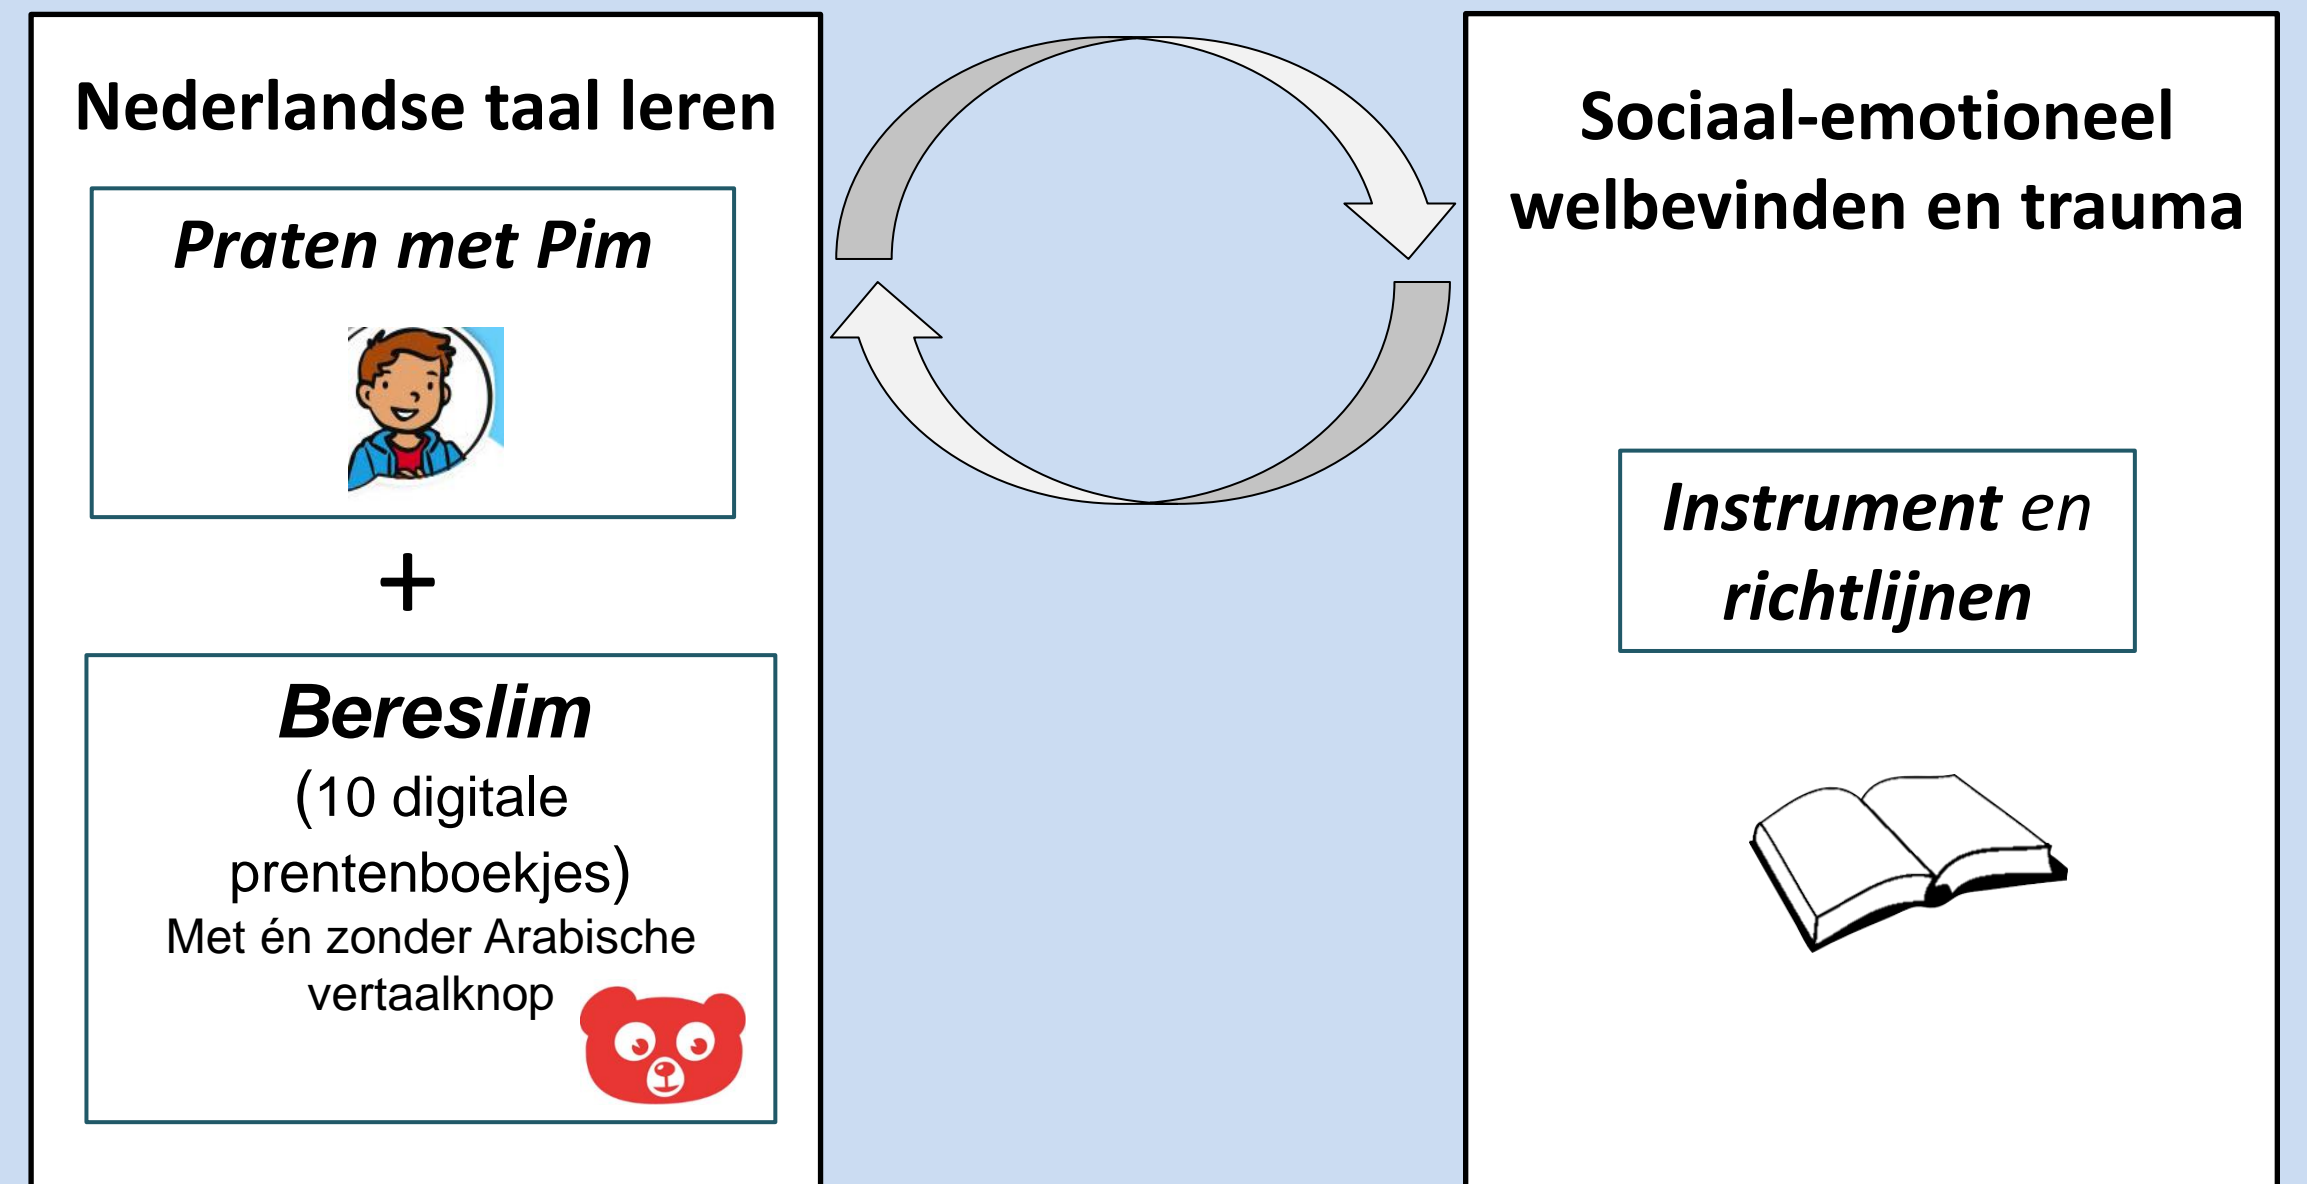 Nederlandse taal leren
Praten met Pim
+
Bereslim
(10 digitale
prentenboekjes)
Met én zonder Arabische
vertaalknop
Sociaal-emotioneel
welbevinden en trauma
Instrument en
richtlijnen